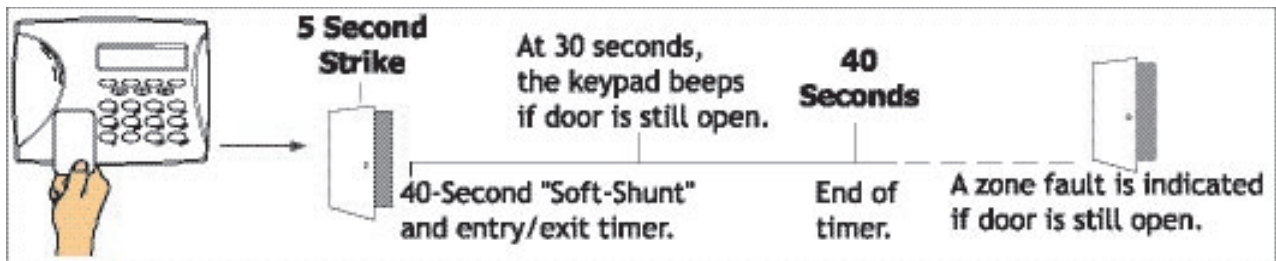 5 Second
Strike
At 30 seconds,
the keypad beeps
if door is still open.
40
Seconds
40-Second "Soft-Shunt"
and entry/exit timer.
End of
timer.
A zone fault is indicated
if door is still open.